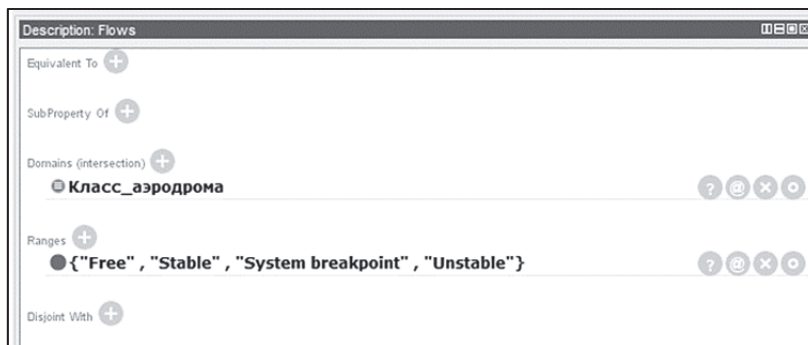 Description: Flows
Equivalent To
SubProperty Of
Domains (intersection)
Класс_аэродрома
Ranges
{"Free" , "Stable" , "System breakpoint" , "Unstable"}
Disjoint With